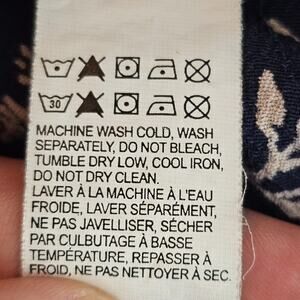 30
MACHINE WASH COLD, WASH
SEPARATELY, DO NOT BLEACH,
TUMBLE DRY LOW, COOL IRON,
DO NOT DRY CLEAN.
LAVER À LA MACHINE À L'EAU
FROIDE, LAVER SÉPARÉMENT,
NE PAS JAVELLISER, SÉCHER
PAR CULBUTAGE À BASSE
TEMPÉRATURE, REPASSER À
FROID, NE PAS NETTOYER À SEC.